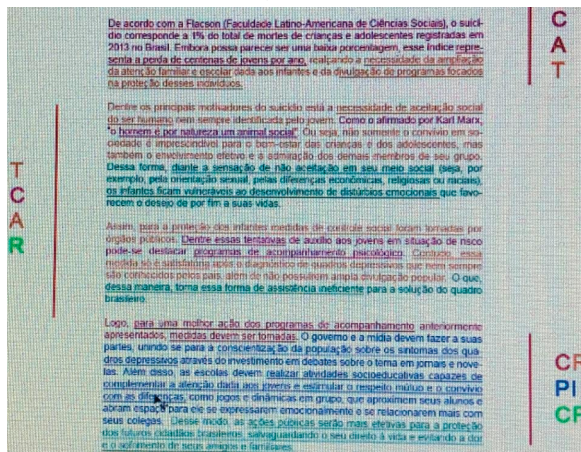 De acordo com a Flacson (Faculdade Latino-Americana de Ciências Sociais), o suicí-
dio corresponde a 1% do total de mortes de crianças e adolescentes registradas em
2013 no Brasil. Embora possa parecer ser uma baixa porcentagem, esse índice repre-
senta a perda de centenas de jovens por ano, realçando a necessidade da ampliação
da atenção familiar e escolar dada aos infantes e da divulgação de programas focados
na proteção desses indivíduos.
C
A
T
Dentre os principais motivadores do suicídio está a necessidade de aceitação social
do ser humano nem sempre identificada pelo jovem. Como o afirmado por Karl Marx,
"o homem é por natureza um animal social". Ou seja, não somente o convívio em so-
ciedade é imprescindível para o bem-estar das crianças e dos adolescentes, mas
também o envolvimento efetivo e a admiração dos demais membros de seu grupo.
Dessa forma, diante a sensação de não aceitação em seu meio social (seja, por
exemplo, pela orientação sexual, pelas diferenças econômicas, religiosas ou raciais),
os infantes ficam vulneráveis ao desenvolvimento de distúrbios emocionais que favo-
recem o desejo de por fim a suas vidas.
T
C
A
R
Assim, para a proteção dos infantes medidas de controle social foram tomadas por
órgãos públicos. Dentre essas tentativas de auxílio aos jovens em situação de risco
pode-se destacar programas de acompanhamento psicológico. Contudo, essa
medida só é satisfatória após o diagnóstico de quadros depressivos que nem sempre
são conhecidos pelos pais, além de não possuírem ampla divulgação popular. O que,
dessa maneira, torna essa forma de assistência ineficiente para a solução do quadro
brasileiro.
Logo, para uma melhor ação dos programas de acompanhamento anteriormente
apresentados, medidas devem ser tomadas. O governo e a mídia devem fazer a suas
partes, unindo se para a conscientização da população sobre os sintomas dos qua-
dros depressivos através do investimento em debates sobre o tema em jornais e nove-
las. Além disso, as escolas devem realizar atividades socioeducativas capazes de
complementar a atenção dada aos jovens e estimular o respeito mútuo e o convívio
com as diferenças, como jogos e dinâmicas em grupo, que aproximem seus alunos e
abram espaço para ele se expressarem emocionalmente e se relacionarem mais com
seus colegas. Desse modo, as ações públicas serão mais efetivas para a proteção
dos futuros cidadãos brasileiros, salvaguardando o seu direito à vida e evitando a dor
e o sofrimento de seus amigos e familiares.
CR
PI
CF